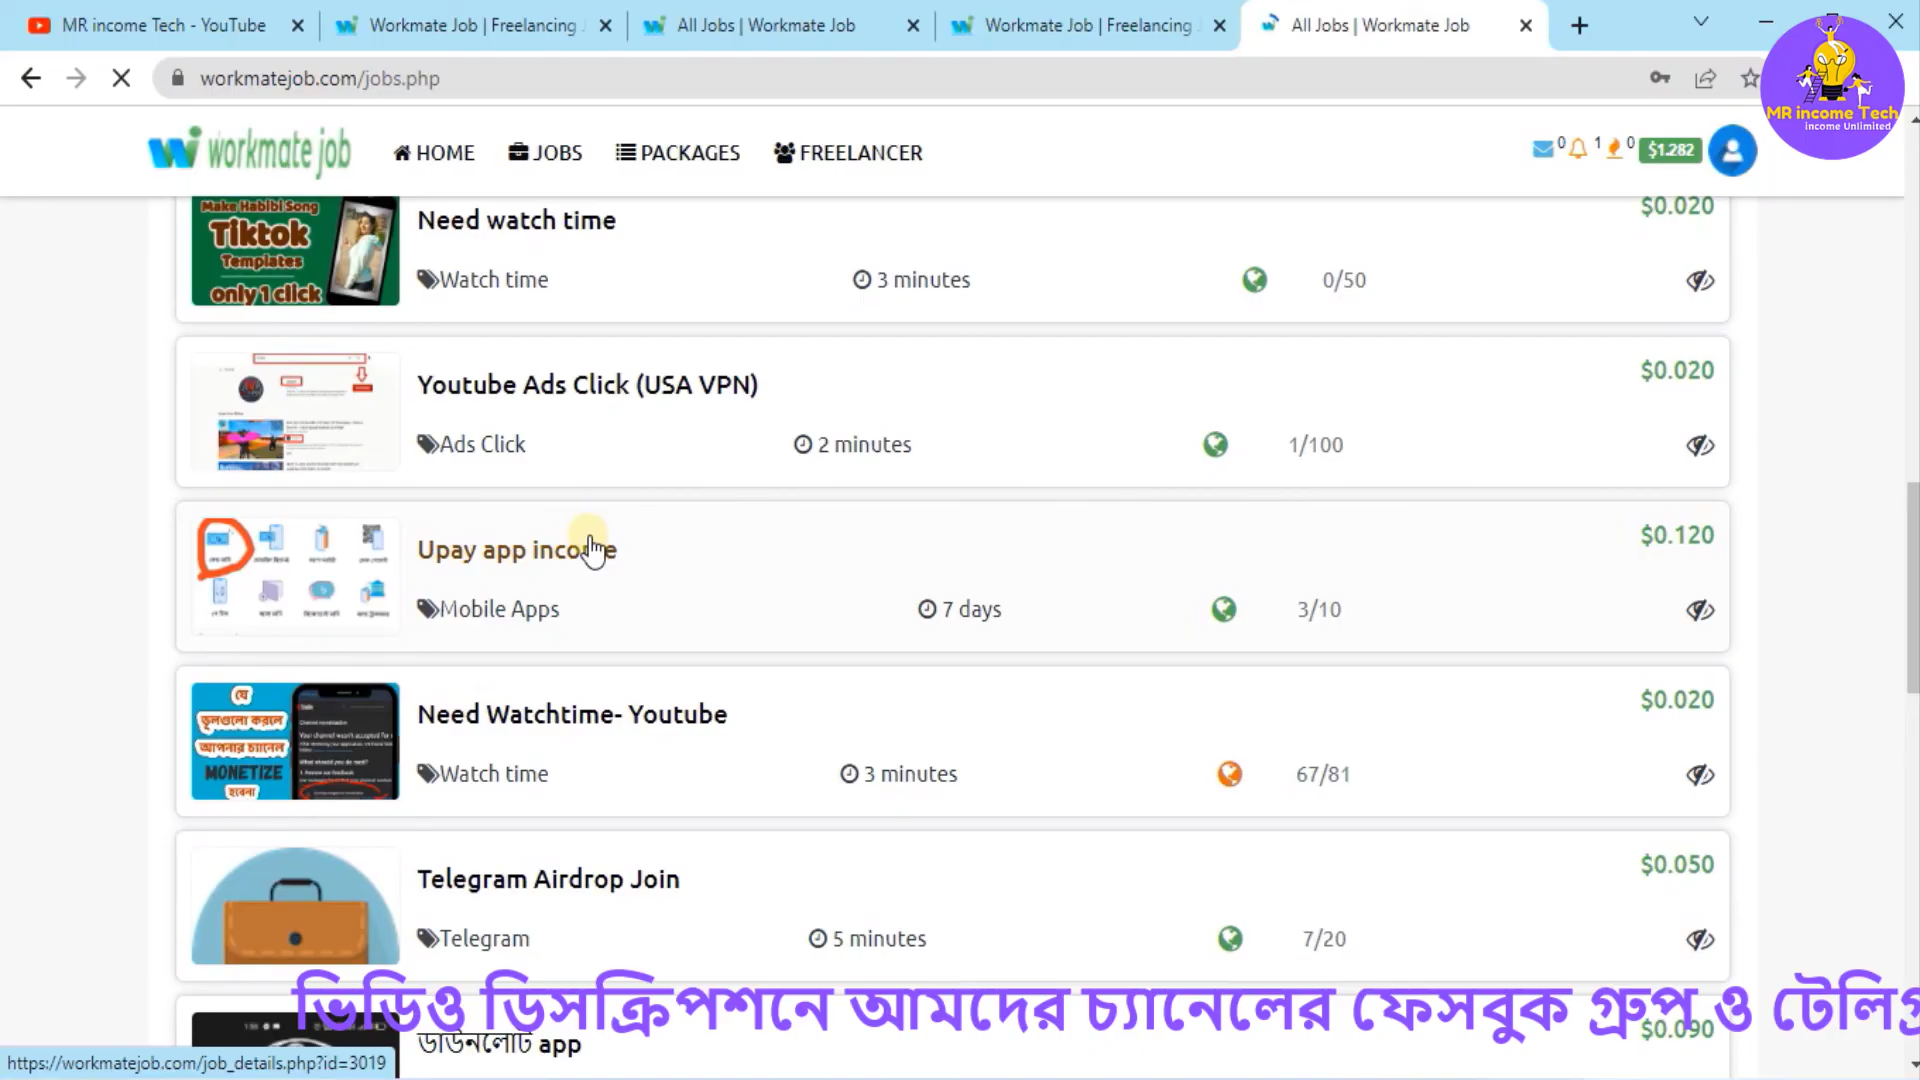 MR income Tech - YouTube
Workmate Job | Freelancing
All Jobs | Workmate Job
Workmate Job | Freelancing
All Jobs | Workmate Job
workmatejob.com/jobs.php
MR income Tech
income Unlimited
workmate job
HOME
JOBS
PACKAGES
FREELANCER
0
1
0
$1.282
Make Habibi Song
Tiktok
Templates
only 1 click
Need watch time
$0.020
Watch time
3 minutes
0/50
Youtube Ads Click (USA VPN)
$0.020
Ads Click
2 minutes
1/100
Upay app income
$0.120
Mobile Apps
7 days
3/10
যে
ভুলগুলো করলে
আপনার চ্যানেল
MONETIZE
হবেনা
Need Watchtime- Youtube
$0.020
Watch time
3 minutes
67/81
Telegram Airdrop Join
$0.050
Telegram
5 minutes
7/20
ভিডিও ডিসক্রিপশনে আমদের চ্যানেলের ফেসবুক গ্রুপ ও
ডাউনলোট app
$0.090
https://workmatejob.com/job_details.php?id=3019